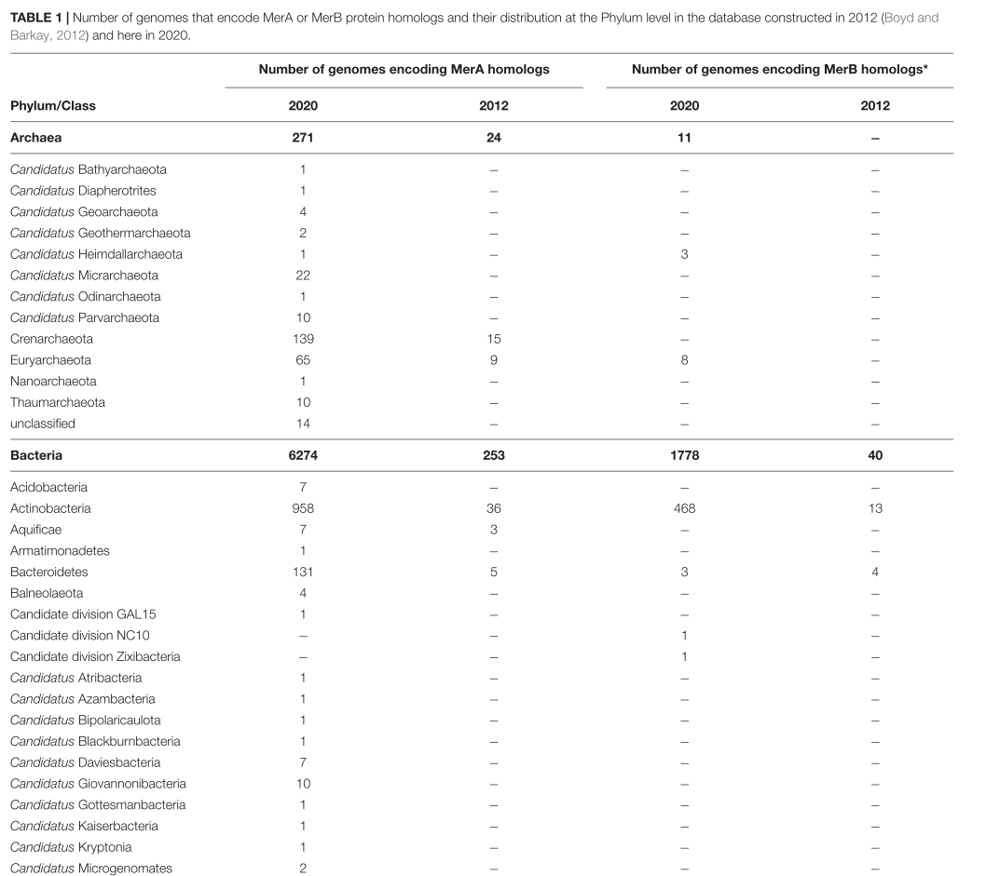 TABLE 1 | Number of genomes that encode MerA or MerB protein homologs and their distribution at the Phylum level in the database constructed in 2012 (Boyd and
Barkay, 2012) and here in 2020.
Number of genomes encoding MerA homologs Number of genomes encoding MerB homologs*
Phylum/Class 2020 2012 2020 2012
Archaea 271 24 11 –
Candidatus Bathyarchaeota 1 – – –
Candidatus Diapherotrites 1 – – –
Candidatus Geoarchaeota 4 – – –
Candidatus Geothermarchaeota 2 – – –
Candidatus Heimdallarchaeota 1 – 3 –
Candidatus Micrarchaeota 22 – – –
Candidatus Odinarchaeota 1 – – –
Candidatus Parvarchaeota 10 – – –
Crenarchaeota 139 15 – –
Euryarchaeota 65 9 8 –
Nanoarchaeota 1 – – –
Thaumarchaeota 10 – – –
unclassified 14 – – –
Bacteria 6274 253 1778 40
Acidobacteria 7 – – –
Actinobacteria 958 36 468 13
Aquificae 7 3 – –
Armatimonadetes 1 – – –
Bacteroidetes 131 5 3 4
Balneolaeota 4 – – –
Candidate division GAL15 1 – – –
Candidate division NC10 – – 1 –
Candidate division Zixibacteria – – 1 –
Candidatus Atribacteria 1 – – –
Candidatus Azambacteria 1 – – –
Candidatus Bipolaricaulota 1 – – –
Candidatus Blackburnbacteria 1 – – –
Candidatus Daviesbacteria 7 – – –
Candidatus Giovannonibacteria 10 – – –
Candidatus Gottesmanbacteria 1 – – –
Candidatus Kaiserbacteria 1 – – –
Candidatus Kryptonia 1 – – –
Candidatus Microgenomates 2 – – –